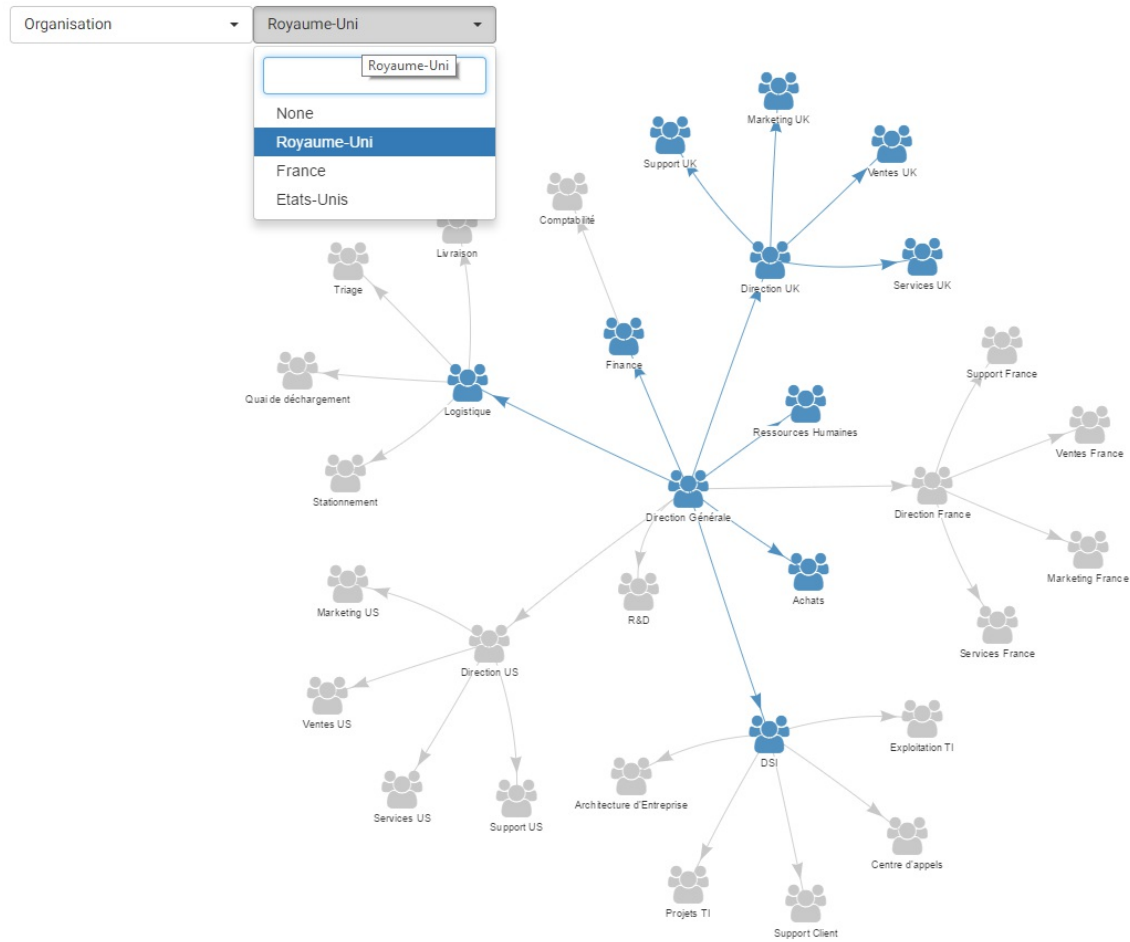 Organisation
Royaume-Uni
Royaume-Uni
None
Royaume-Uni
France
Etats-Unis
Marketing UK
Support UK
Ventes UK
Comptabilité
Livraison
Triage
Direction UK
Services UK
Finance
Support France
Quai de déchargement
Logistique
Ressources Humaines
Ventes France
Stationnement
Direction Générale
Direction France
Marketing France
Achats
Marketing US
R&D
Services France
Direction US
Ventes US
Exploitation TI
DSI
Architecture d'Entreprise
Services US
Support US
Centre d'appels
Projets TI
Support Client